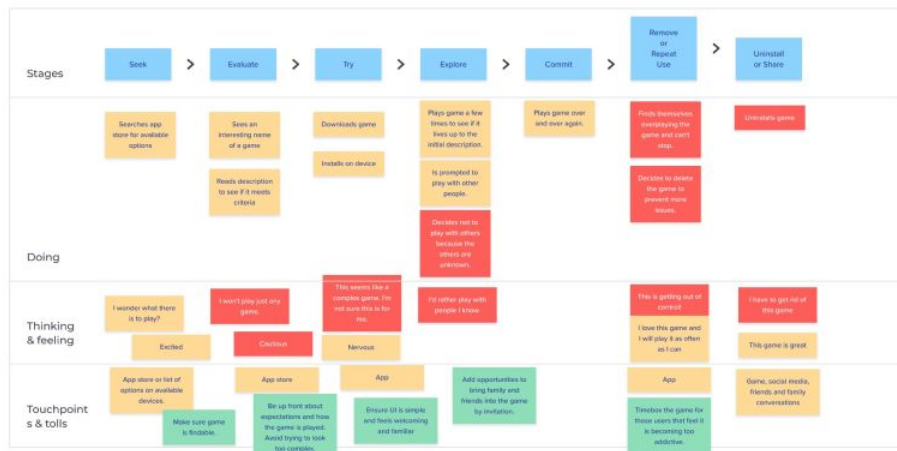 Stages
Seek
>
Evaluate
>
Try
>
Explore
>
Commit
>
Remove
or
Repeat
Use
>
Uninstall
or Share
Doing
Searches app
store for available
options
Sees an
interesting name
of a game
Reads description
to see if it meets
criteria
Downloads game
Installs on device
Plays game a few
times to see if it
lives up to the
initial description.
Is prompted to
play with other
people.
Decides not to
play with others
because the
others are
unknown.
Plays game over
and over again.
Finds themselves
overplaying the
game and can't
stop.
Decides to delete
the game to
prevent more
issues.
Uninstalls game
Thinking
& feeling
I wonder what there
is to play?
Excited
I won't play just any
game.
Cautious
This seems like a
complex game. I'm
not sure this is for
me.
Nervous
I'd rather play with
people I know
This is getting out of
control!
I love this game and
I will play it as often
as I can
I have to get rid of
this game
This game is great
Touchpoint
s & tolls
App store or list of
options on available
devices.
Make sure game
is findable.
App store
Be up front about
expectations and how
the game is played.
Avoid trying to look
too complex.
App
Ensure UI is simple
and feels welcoming
and familiar
Add opportunities to
bring family and
friends into the game
by invitation.
App
Timebox the game for
those users that feel it
is becoming too
addictive.
Game, social media,
friends and family
conversations